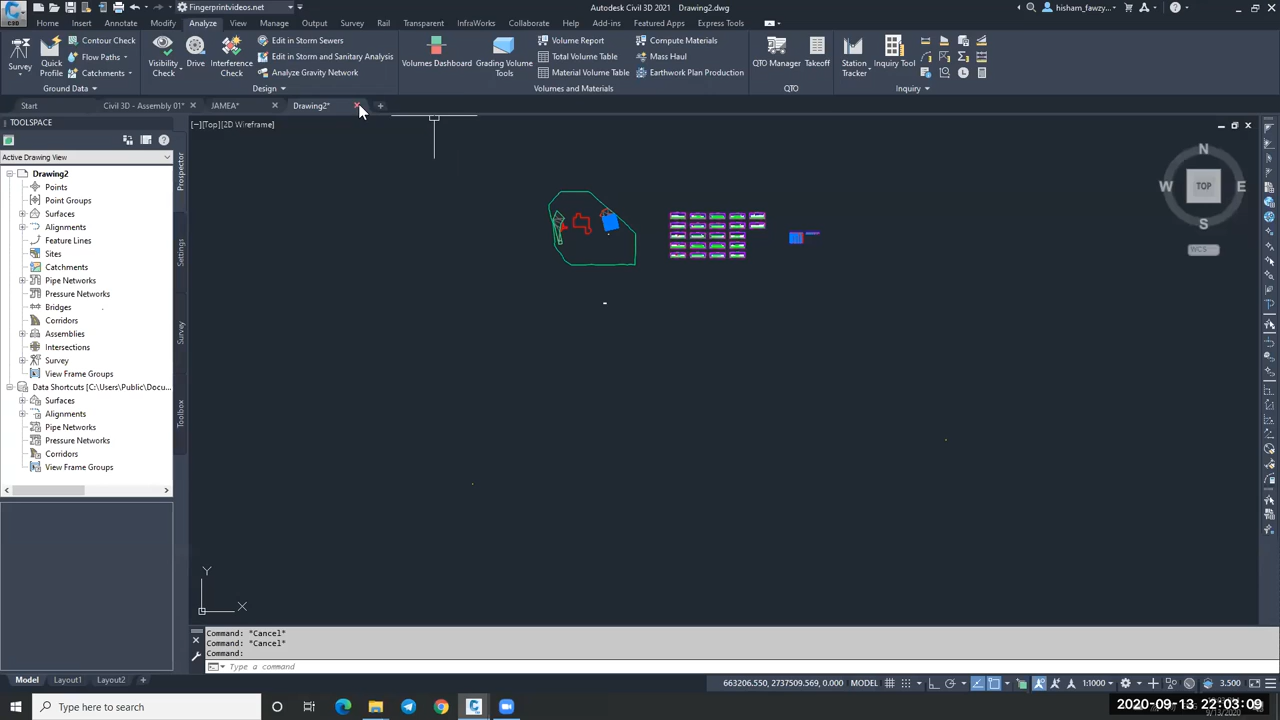 C3D
Fingerprintvideos.net
Autodesk Civil 3D 2021 Drawing2.dwg
hisham_fawzy...
Home Insert Annotate Modify Analyze View Manage Output Survey Rail Transparent InfraWorks Collaborate Help Add-ins Featured Apps Express Tools
Survey
Quick Profile
Contour Check
Flow Paths
Catchments
Ground Data
Visibility Check
Drive
Interference Check
Edit in Storm Sewers
Edit in Storm and Sanitary Analysis
Analyze Gravity Network
Design
Volumes Dashboard
Grading Volume Tools
Volume Report
Total Volume Table
Material Volume Table
Compute Materials
Mass Haul
Earthwork Plan Production
Volumes and Materials
QTO Manager
Takeoff
QTO
Station Tracker
Inquiry Tool
Inquiry
Start
Civil 3D - Assembly 01*
JAMEA*
Drawing2*
TOOLSPACE
Active Drawing View
Drawing2
Points
Point Groups
Surfaces
Alignments
Feature Lines
Sites
Catchments
Pipe Networks
Pressure Networks
Bridges
Corridors
Assemblies
Intersections
Survey
View Frame Groups
Data Shortcuts [C:\Users\Public\Docu...
Surfaces
Alignments
Pipe Networks
Pressure Networks
Corridors
View Frame Groups
Prospector
Settings
Survey
Toolbox
[−][Top][2D Wireframe]
N
W TOP E
S
WCS
Y
X
Command: *Cancel*
Command: *Cancel*
Command:
Type a command
Model Layout1 Layout2
663206.550, 2737509.569, 0.000 MODEL
1:1000
3.500
Type here to search
2020-09-13 22:03:09